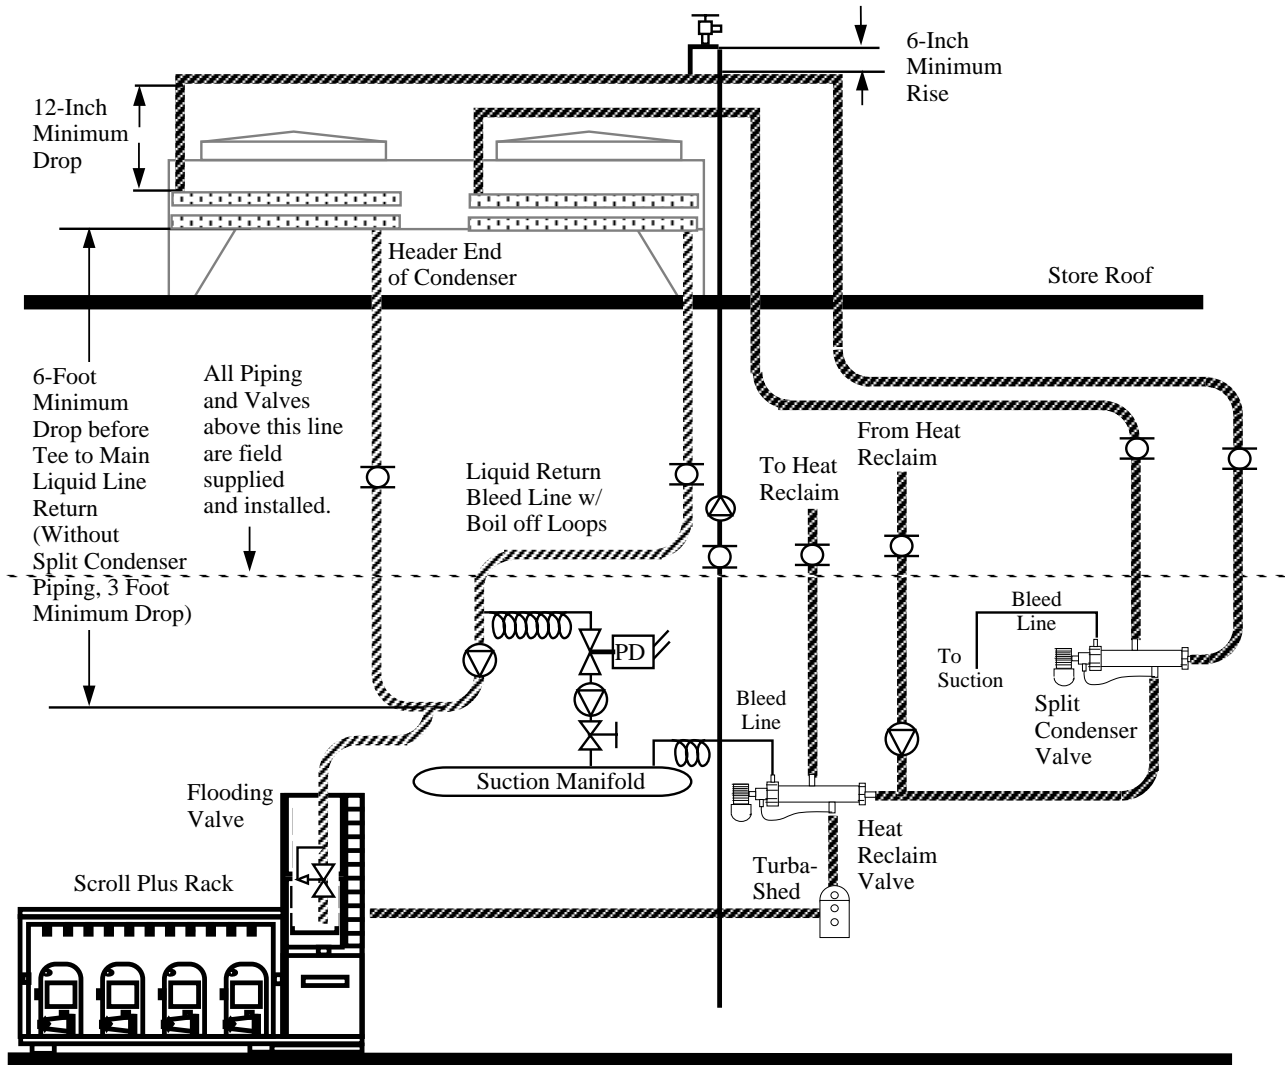 6-Inch
Minimum
Rise
12-Inch
Minimum
Drop
Header End
of Condenser
Store Roof
6-Foot
Minimum
Drop before
Tee to Main
Liquid Line
Return
(Without
Split Condenser
Piping, 3 Foot
Minimum Drop)
All Piping
and Valves
above this line
are field
supplied
and installed.
Liquid Return
Bleed Line w/
Boil off Loops
To Heat
Reclaim
From Heat
Reclaim
Bleed
Line
To
Suction
Split
Condenser
Valve
PD
Bleed
Line
Suction Manifold
Flooding
Valve
Heat
Reclaim
Valve
Turba-
Shed
Scroll Plus Rack